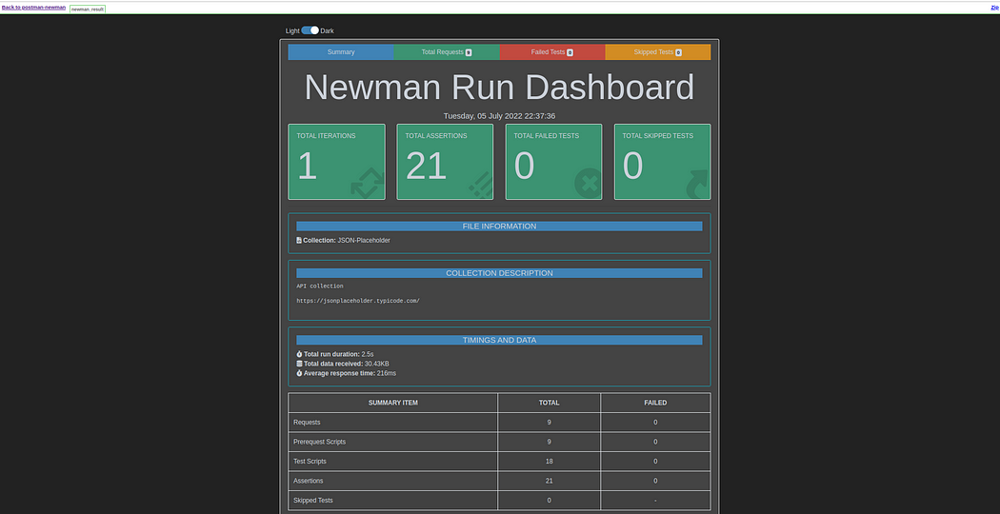 Back to postman-newman newman_result Zip
Light Dark
Summary Total Requests 9 Failed Tests 0 Skipped Tests 0
Newman Run Dashboard
Tuesday, 05 July 2022 22:37:36
TOTAL ITERATIONS TOTAL ASSERTIONS TOTAL FAILED TESTS TOTAL SKIPPED TESTS
1 21 0 0
FILE INFORMATION
Collection: JSON-Placeholder
COLLECTION DESCRIPTION
API collection
https://jsonplaceholder.typicode.com/
TIMINGS AND DATA
Total run duration: 2.5s
Total data received: 30.43KB
Average response time: 216ms
SUMMARY ITEM TOTAL FAILED
Requests 9 0
Prerequest Scripts 9 0
Test Scripts 18 0
Assertions 21 0
Skipped Tests 0 -